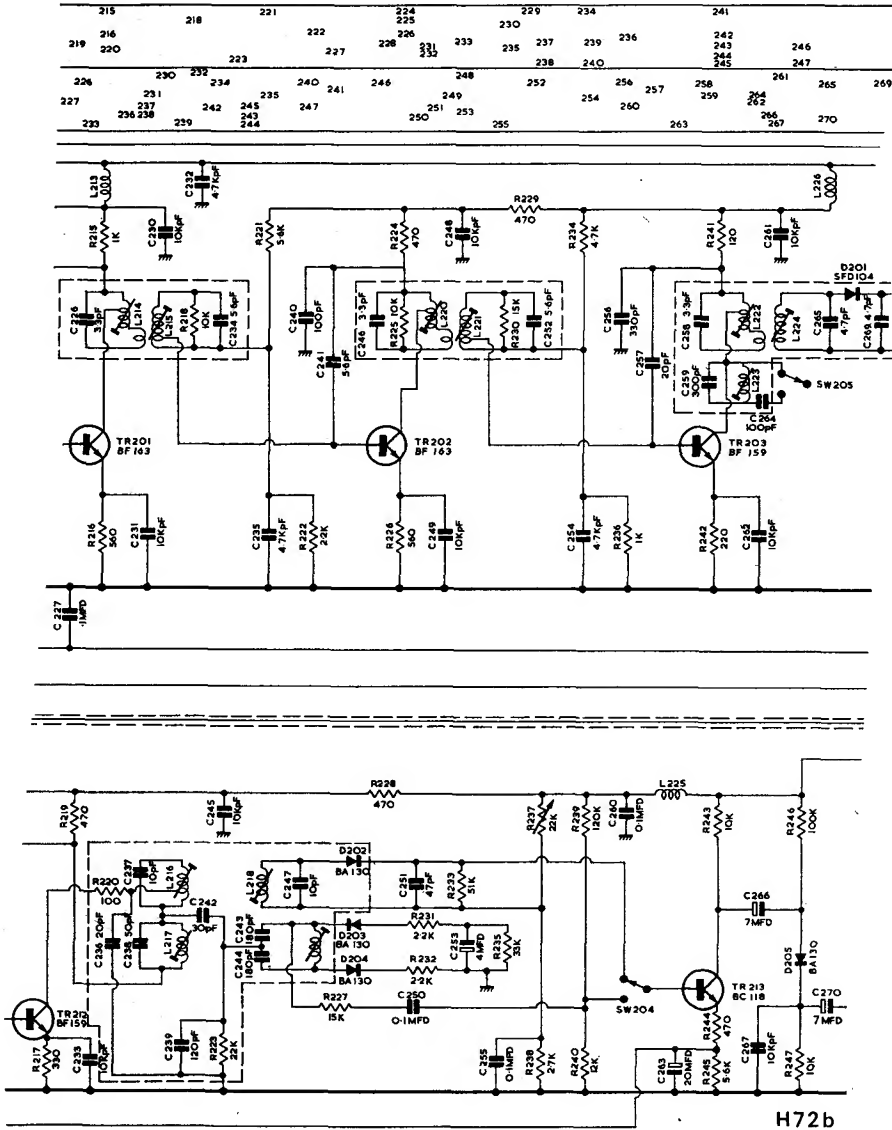 215 221 224 229 234 241
218 225 230
216 222 226 236 242
219 228 231 233 237 239 243 246
220 227 232 235 244
223 238 240 245 247
226 230 232 240 246 248 252 256 258 261 265 269
231 234 241 257
227 235 249 254 259 264
237 242 245 247 251 253 260 262
236 238 243 250 266
233 239 244 255 263 267 270
L213
C232
4·7KpF
L226
R229
470
R215
1K
C230
10KpF
R221
5·6K
R224
470
C248
10KpF
R234
4·7K
R241
120
C261
10KpF
D201
SFD104
C226
3·3pF
L214
L215
R218
10K
C234 5·6pF
C240
100pF
C246 3·3pF
R225 10K
L220
L221
R230 15K
C252 5·6pF
C256
330pF
C258 3·3pF
L222
L224
C265
4·7pF
C269 4·7pF
C241
5·6pF
C257
20pF
C259
300pF
L223
SW205
C264
100pF
TR201
BF163
TR202
BF163
TR203
BF159
R216
560
C231
10KpF
C235
4·7KpF
R222
2·2K
R226
560
C249
10KpF
C254
4·7KpF
R236
1K
R242
220
C262
10KpF
C227
·1MFD
R219
470
C245
10KpF
R228
470
R237
22K
R239
120K
C260
0·1MFD
L225
R243
10K
R246
100K
D202
BA130
C237
10pF
L216
L218
C247
10pF
C251
47pF
R233
51K
R220
100
C242
30pF
C266
7MFD
C236 20pF
C238 50pF
L217
C243
180pF
D203
BA130
R231
2·2K
C253
4MFD
R235
33K
C244
180pF
D204
BA130
R232
2·2K
D205
BA130
TR213
BC118
C270
7MFD
SW204
R227
15K
C250
0·1MFD
TR212
BF159
R217
330
C233
10KpF
C239
120pF
R223
22K
C255
0·1MFD
R238
2·7K
R240
12K
C263
20MFD
R244
470
R245
5·6K
C267
10KpF
R247
10K
H72b